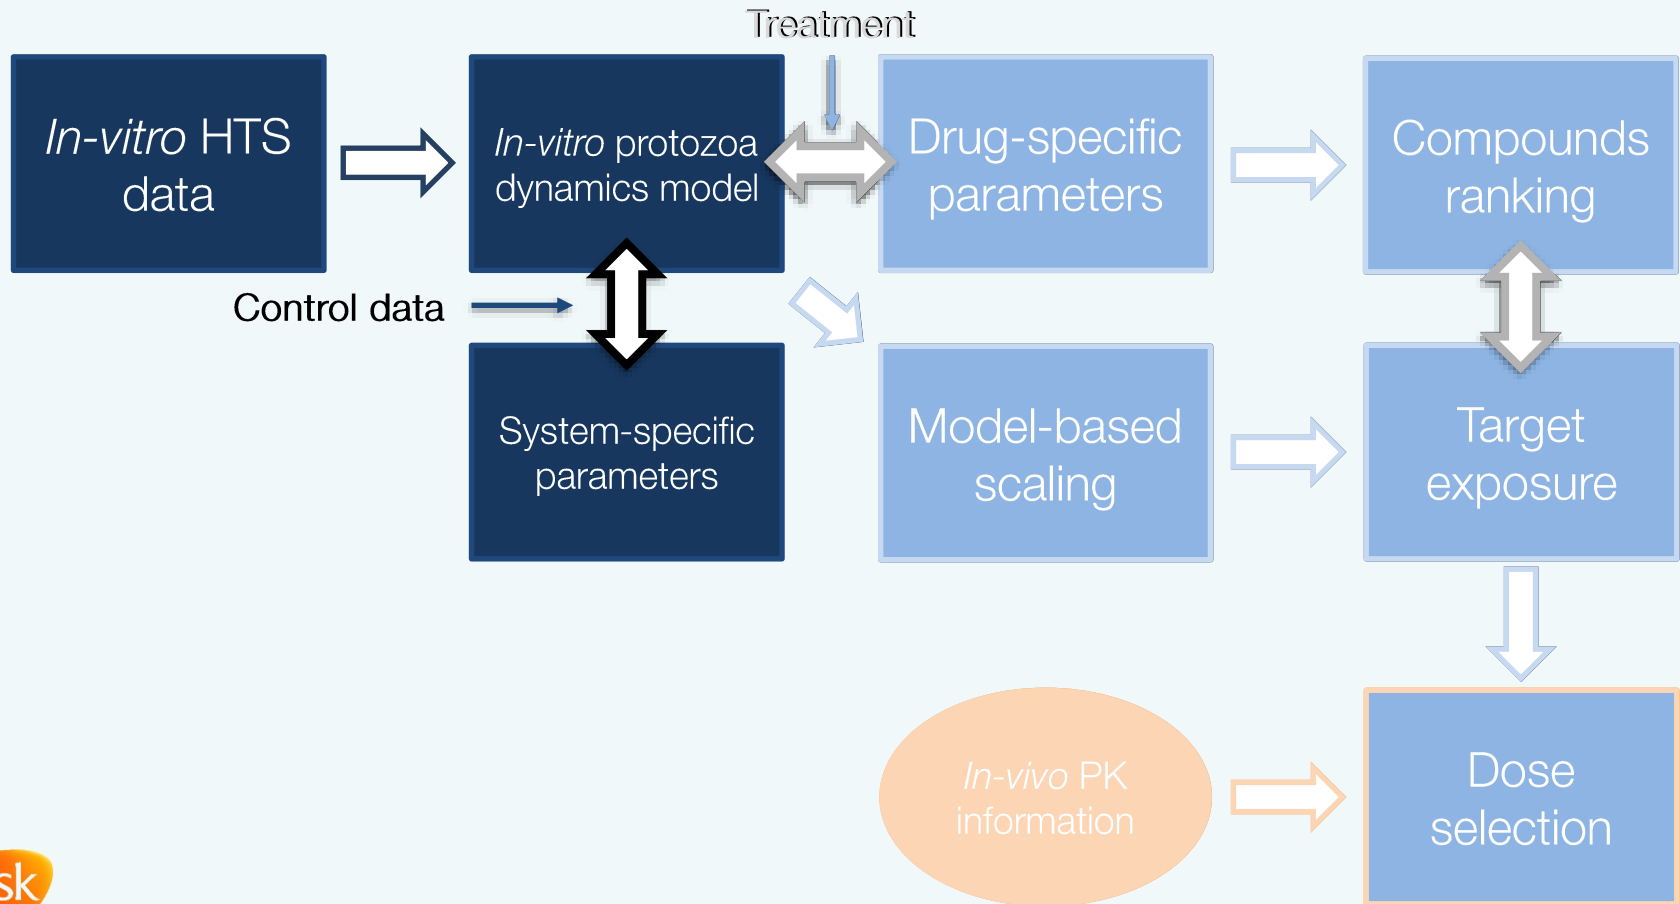 Treatment
In-vitro HTS
data
In-vitro protozoa
dynamics model
Drug-specific
parameters
Compounds
ranking
Control data
System-specific
parameters
Model-based
scaling
Target
exposure
In-vivo PK
information
Dose
selection
sk